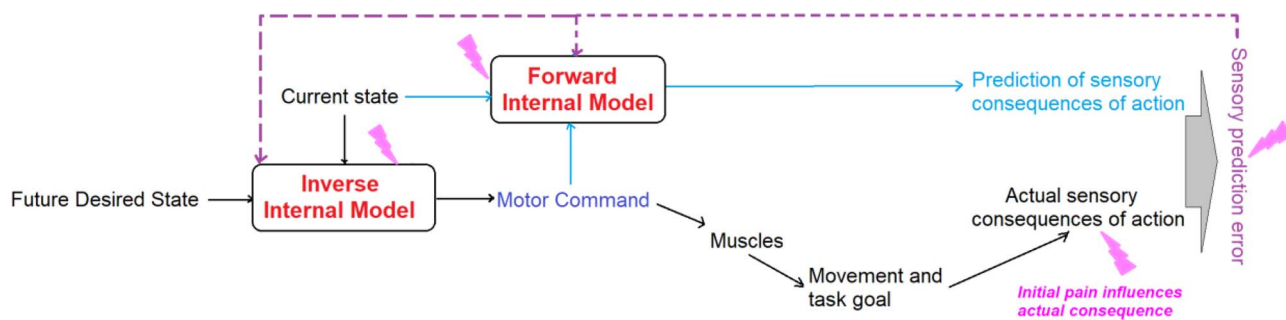 Forward
Internal Model
Current state
Prediction of sensory
consequences of action
Sensory prediction error
Inverse
Internal Model
Future Desired State
Motor Command
Actual sensory
consequences of action
Muscles
Movement and
task goal
Initial pain influences
actual consequence